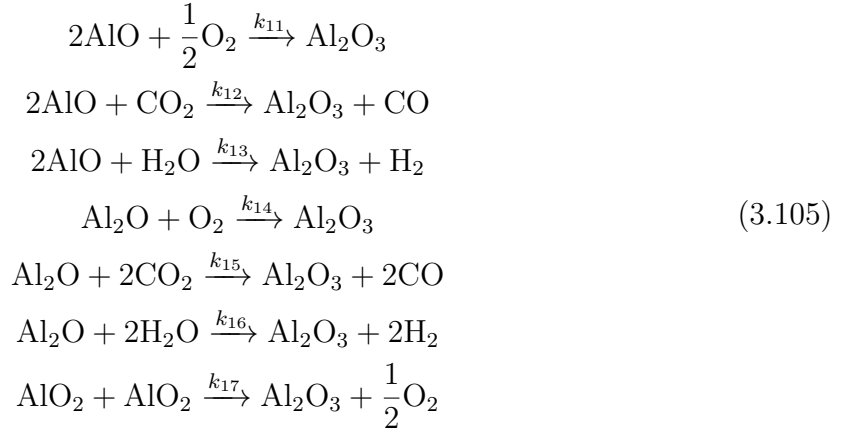 2AlO + 1/2 O₂ —k₁₁→ Al₂O₃
2AlO + CO₂ —k₁₂→ Al₂O₃ + CO
2AlO + H₂O —k₁₃→ Al₂O₃ + H₂
Al₂O + O₂ —k₁₄→ Al₂O₃ (3.105)
Al₂O + 2CO₂ —k₁₅→ Al₂O₃ + 2CO
Al₂O + 2H₂O —k₁₆→ Al₂O₃ + 2H₂
AlO₂ + AlO₂ —k₁₇→ Al₂O₃ + 1/2 O₂